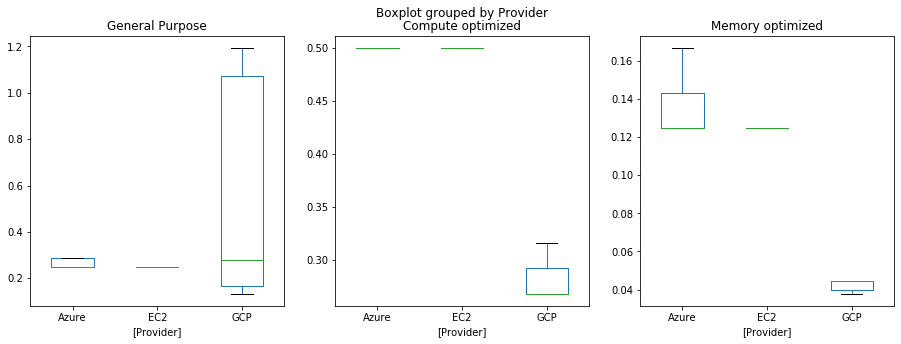 Boxplot grouped by Provider
General Purpose
1.2
1.0
0.8
0.6
0.4
0.2
Azure EC2 GCP
[Provider]
Compute optimized
0.50
0.45
0.40
0.35
0.30
Azure EC2 GCP
[Provider]
Memory optimized
0.16
0.14
0.12
0.10
0.08
0.06
0.04
Azure EC2 GCP
[Provider]